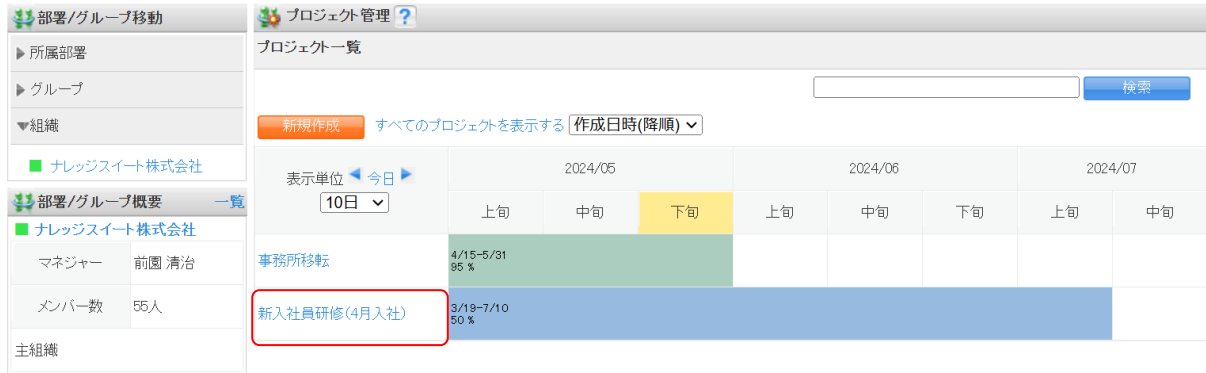 部署/グループ移動
所属部署
グループ
組織
ナレッジスイート株式会社
部署/グループ概要 一覧
ナレッジスイート株式会社
マネジャー 前園 清治
メンバー数 55人
主組織
プロジェクト管理 ?
プロジェクト一覧
検索
新規作成 すべてのプロジェクトを表示する 作成日時(降順)
表示単位 今日 2024/05 2024/06 2024/07
10日 上旬 中旬 下旬 上旬 中旬 下旬 上旬 中旬
事務所移転 4/15-5/31
95 %
新入社員研修(4月入社) 3/19-7/10
50 %